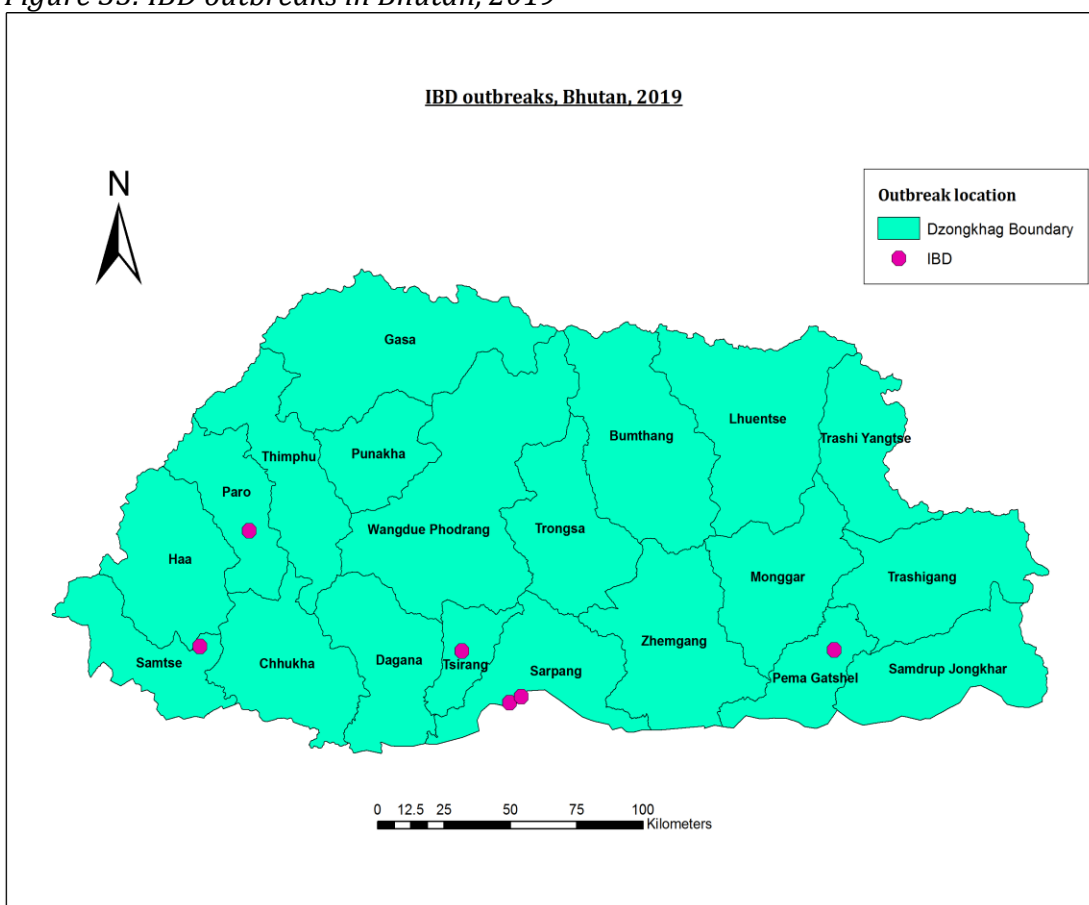 Figure 33: IBD outbreaks in Bhutan, 2019
IBD outbreaks, Bhutan, 2019
N
Outbreak location
Dzongkhag Boundary
IBD
Gasa
Lhuentse
Bumthang
Trashi Yangtse
Punakha
Thimphu
Paro
Wangdue Phodrang
Trongsa
Haa
Monggar
Trashigang
Zhemgang
Samtse
Chhukha
Dagana
Tsirang
Sarpang
Pema Gatshel
Samdrup Jongkhar
0 12.5 25 50 75 100
Kilometers